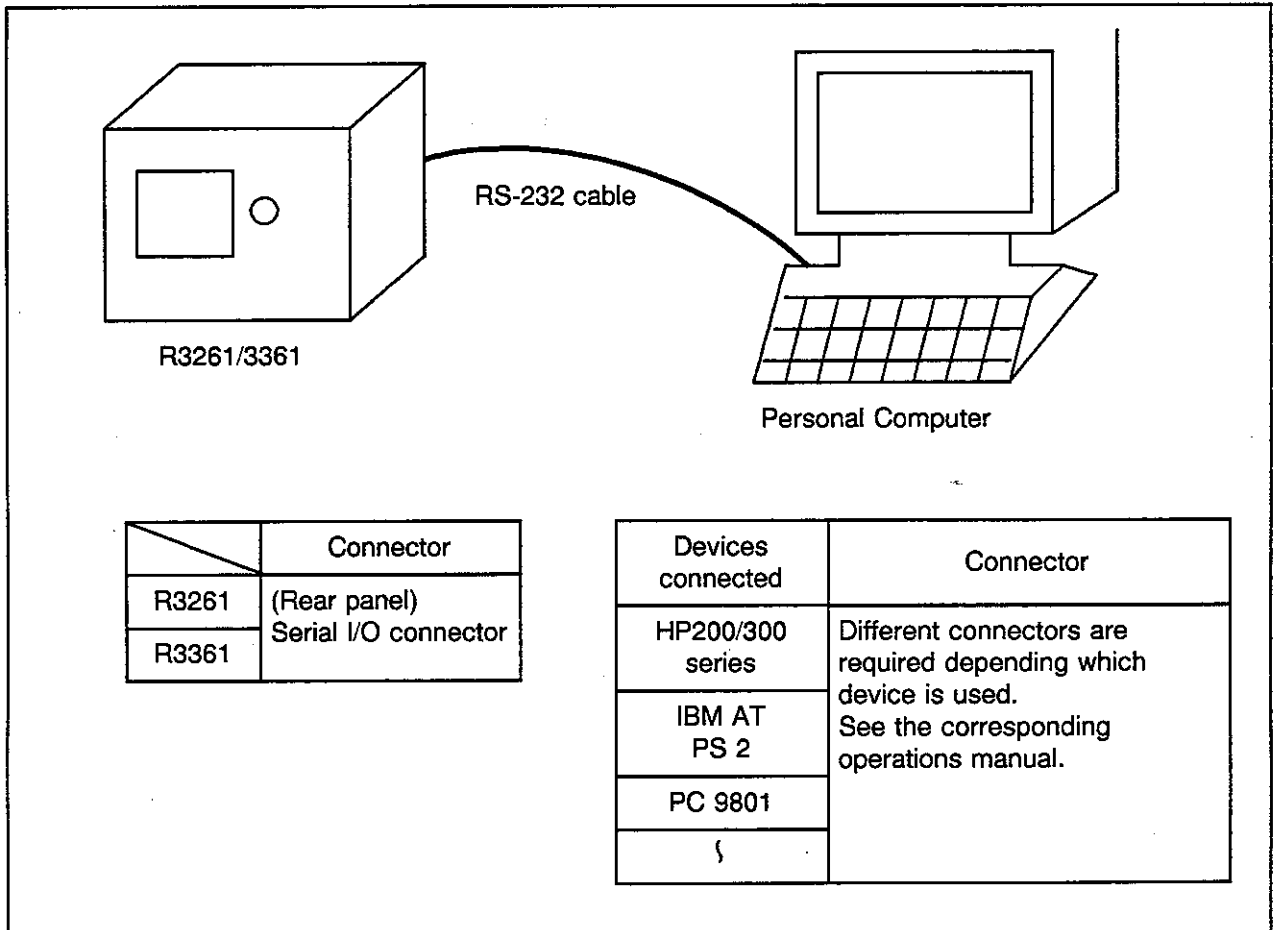 RS-232 cable
R3261/3361
Personal Computer
Connector
R3261
R3361
(Rear panel)
Serial I/O connector
Devices
connected
Connector
HP200/300
series
IBM AT
PS 2
PC 9801
Different connectors are
required depending which
device is used.
See the corresponding
operations manual.